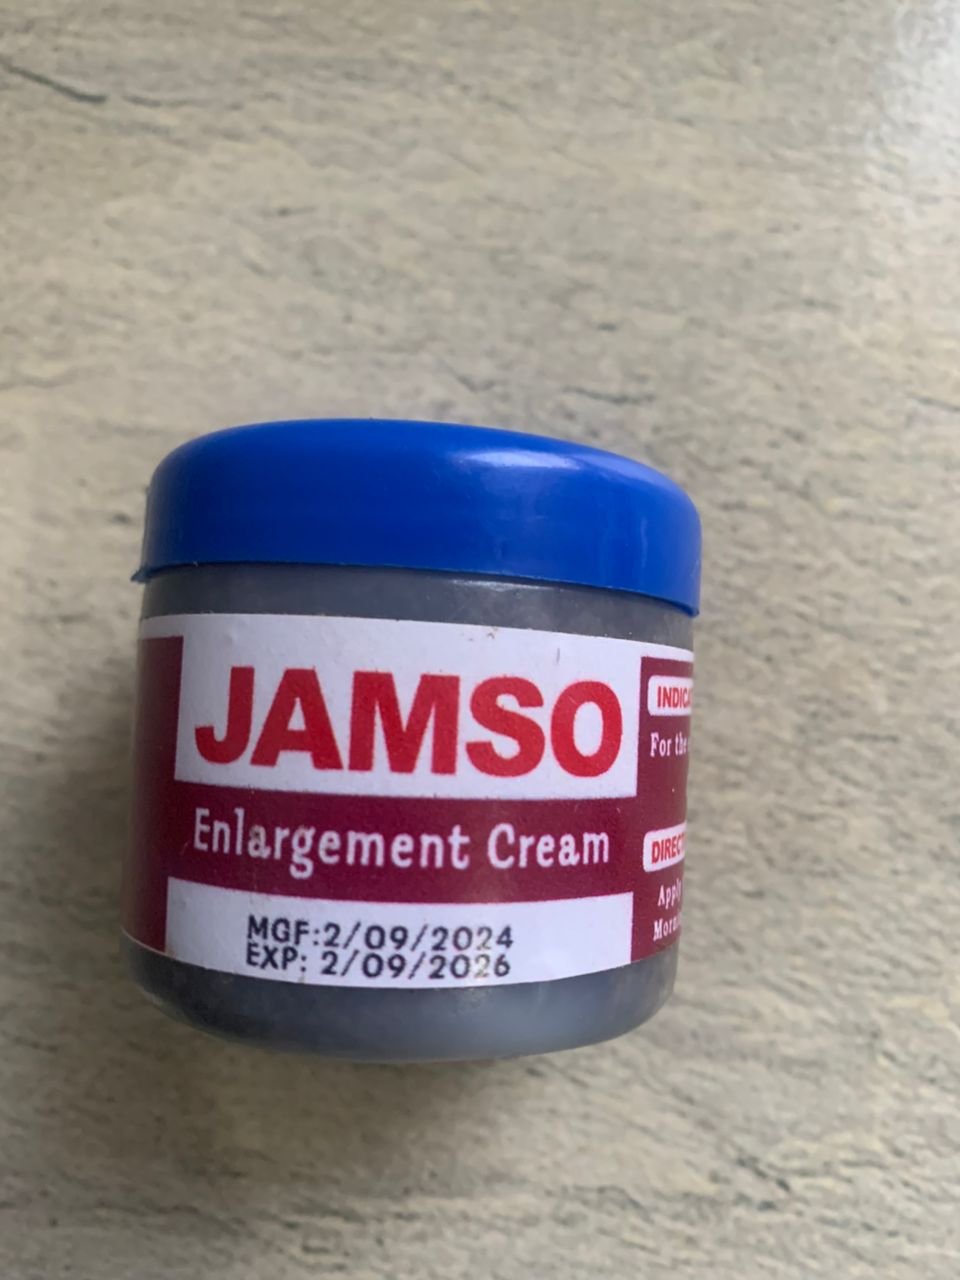 JAMSO
Enlargement Cream
MGF:2/09/2024
EXP: 2/09/2026
For the
Apply